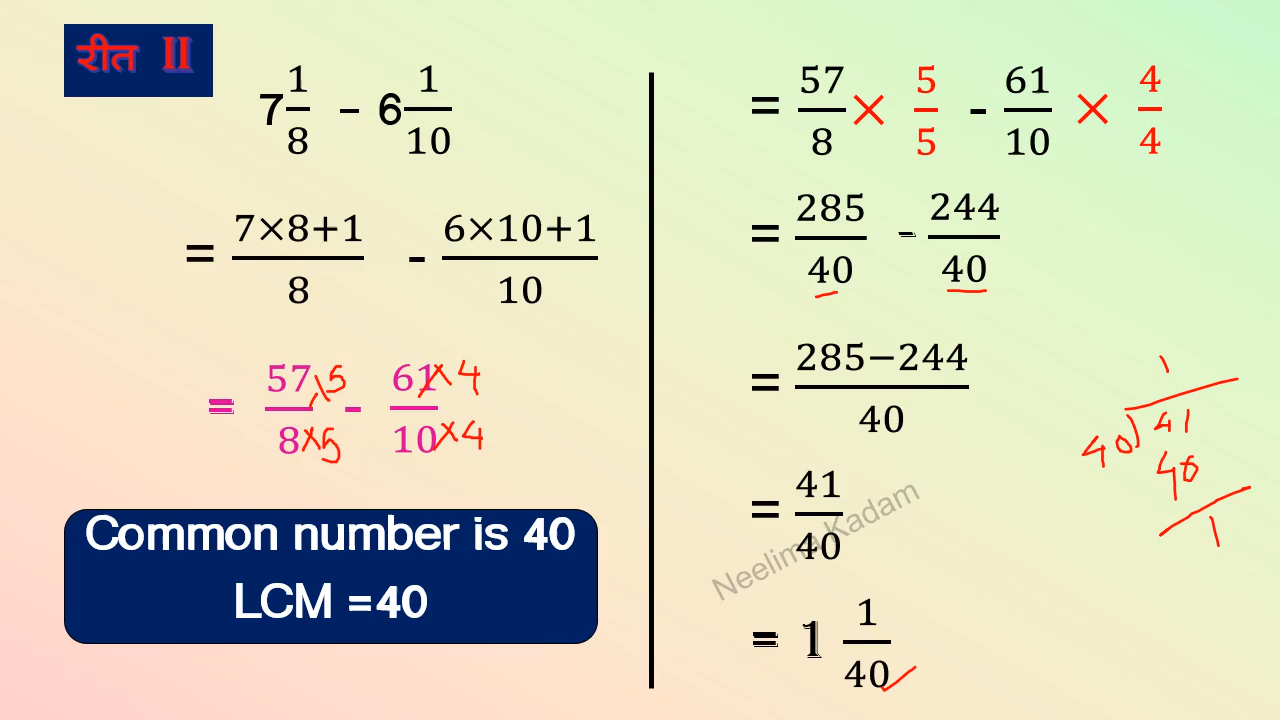 रीत II
7 1/8 – 6 1/10
= 7×8+1/8 - 6×10+1/10
= 57/8 - 61/10
×5 ×4
×5 ×4
Common number is 40
LCM =40
= 57/8 × 5/5 - 61/10 × 4/4
= 285/40 - 244/40
= 285−244/40
= 41/40
= 1 1/40
1
40)41
40
1
Neelima Kadam